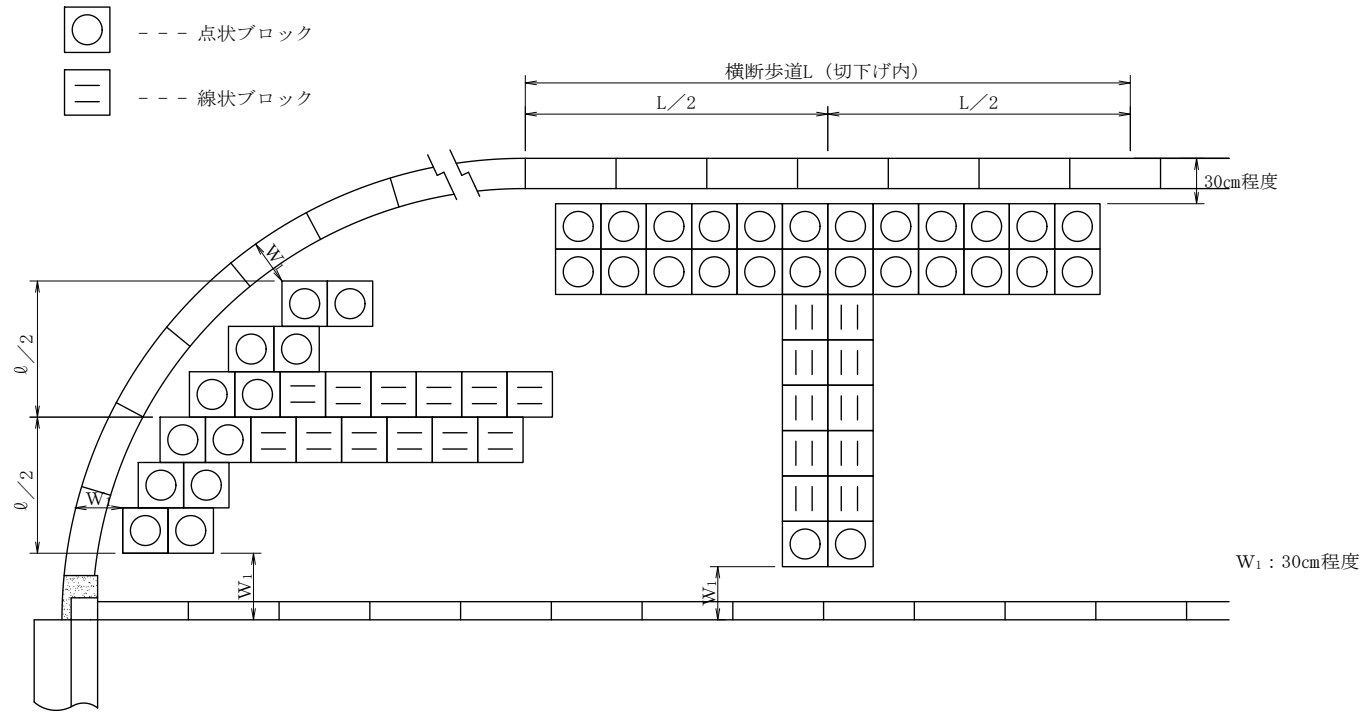 --- 点状ブロック
--- 線状ブロック
横断歩道L（切下げ内）
L／2
L／2
30㎝程度
W
ℓ／2
ℓ／2
W₁
W₁
W₁
W₁：30㎝程度